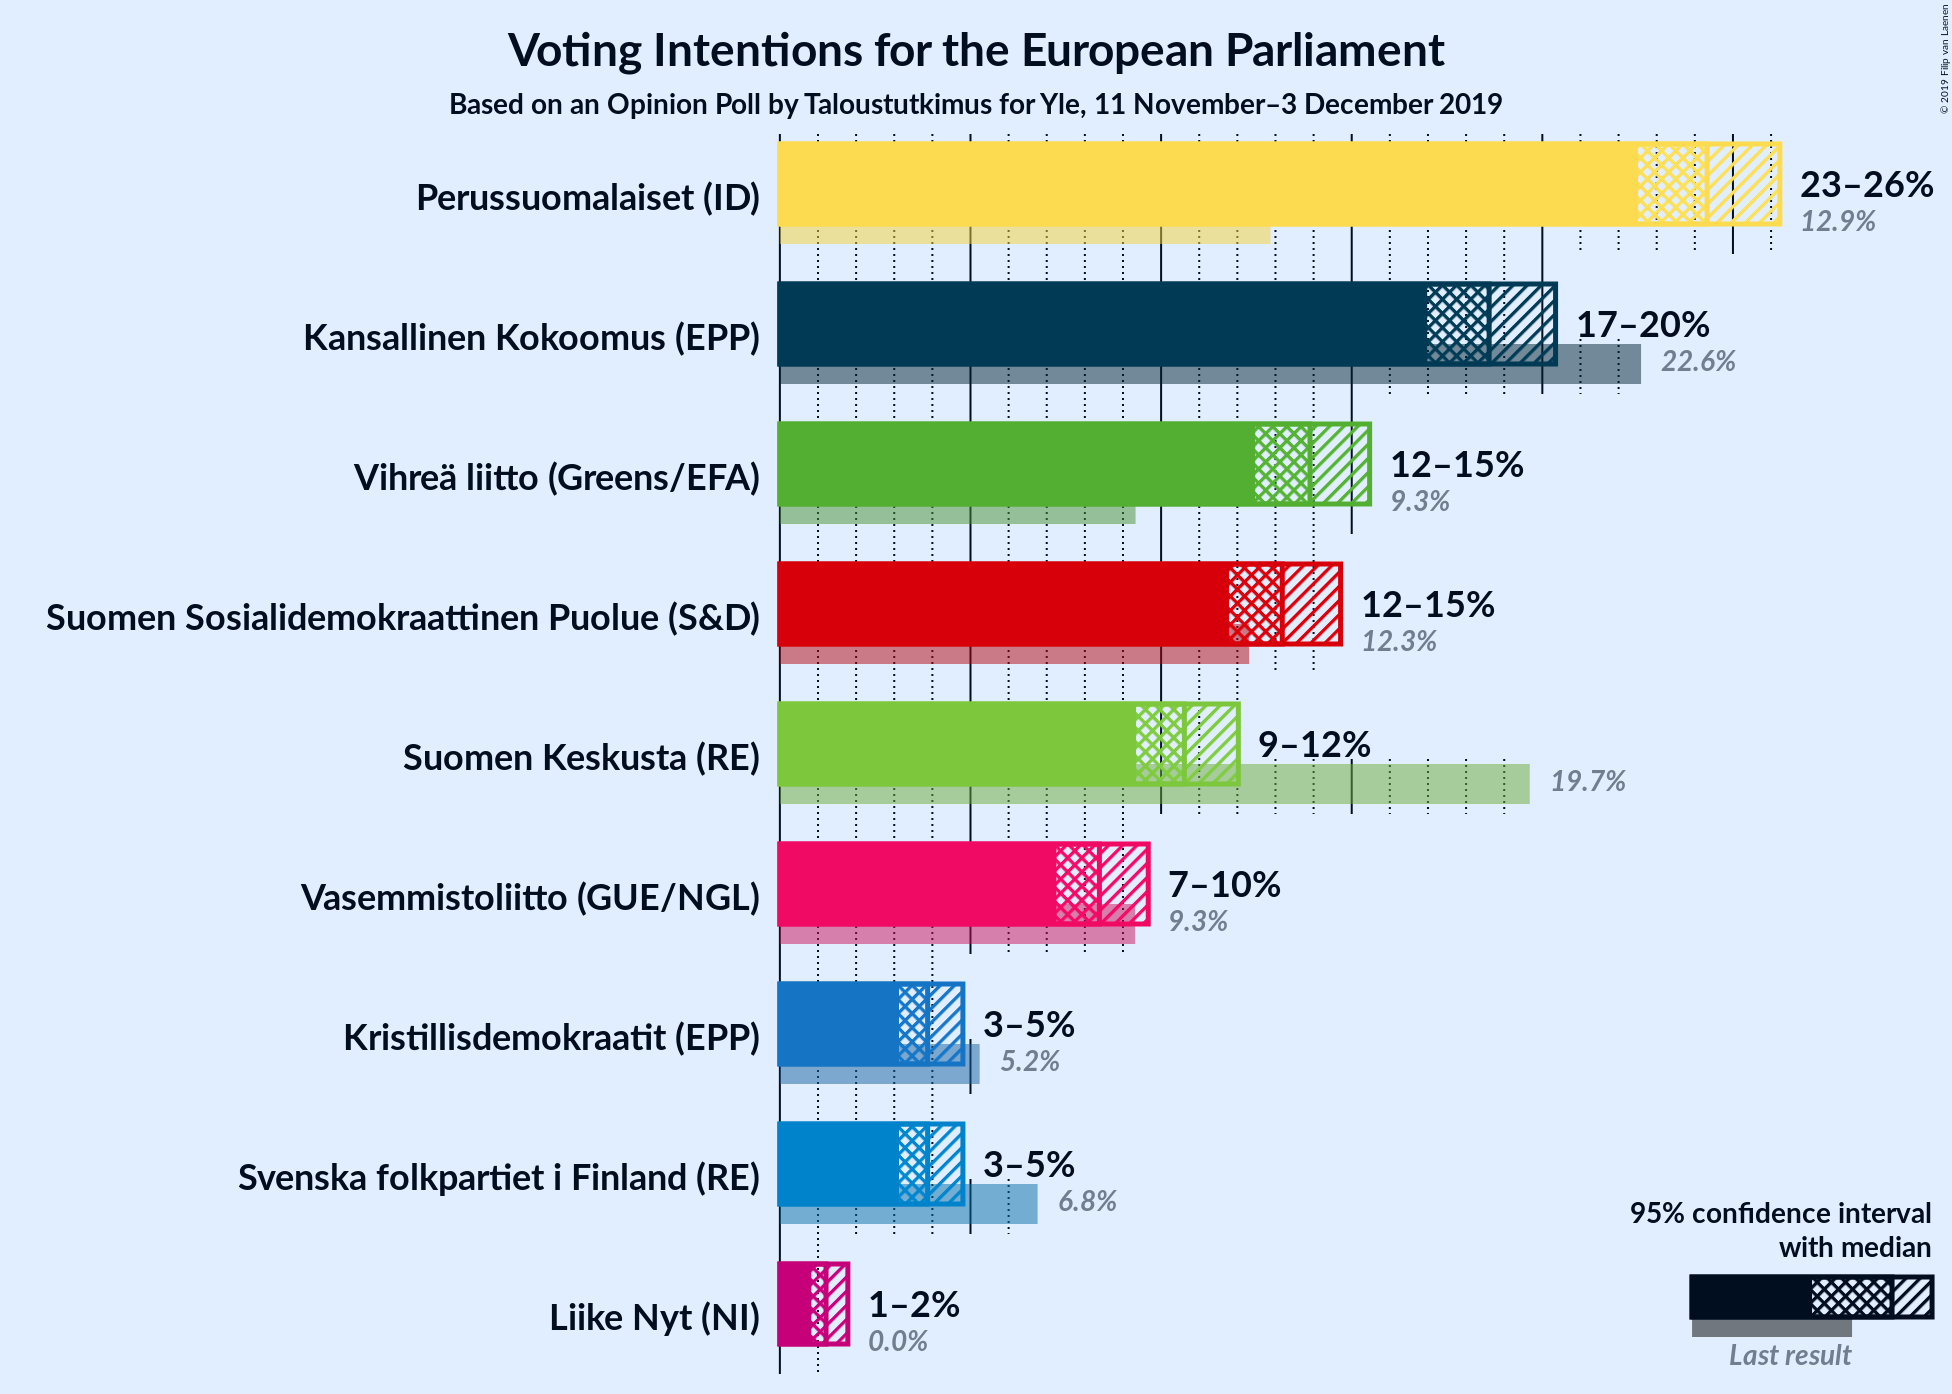 Voting Intentions for the European Parliament
Based on an Opinion Poll by Taloustutkimus for Yle, 11 November–3 December 2019
© 2019 Filip van Laenen
Perussuomalaiset (ID)
23–26%
12.9%
Kansallinen Kokoomus (EPP)
17–20%
22.6%
Vihreä liitto (Greens/EFA)
12–15%
9.3%
Suomen Sosialidemokraattinen Puolue (S&D)
12–15%
12.3%
Suomen Keskusta (RE)
9–12%
19.7%
Vasemmistoliitto (GUE/NGL)
7–10%
9.3%
Kristillisdemokraatit (EPP)
3–5%
5.2%
Svenska folkpartiet i Finland (RE)
3–5%
6.8%
Liike Nyt (NI)
1–2%
0.0%
95% confidence interval
with median
Last result